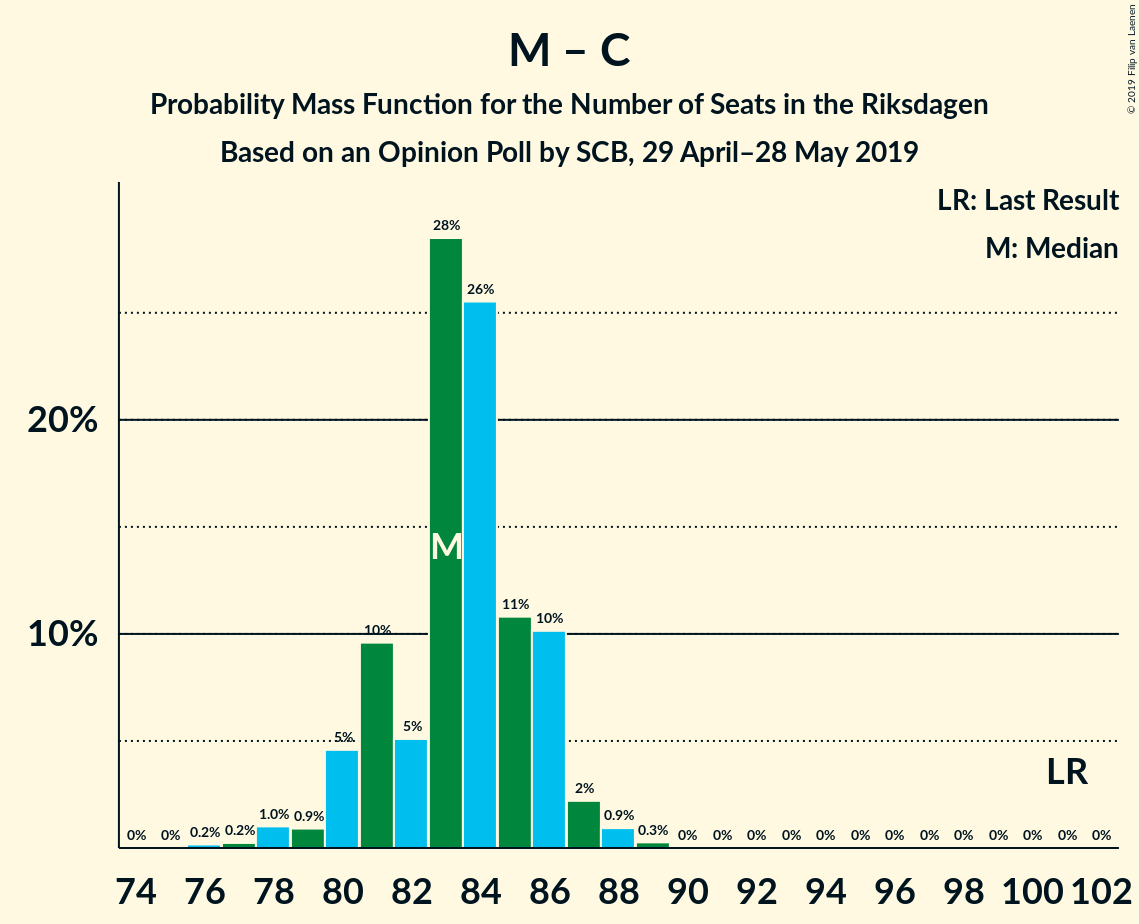 M – C
Probability Mass Function for the Number of Seats in the Riksdagen
Based on an Opinion Poll by SCB, 29 April–28 May 2019
© 2019 Filip van Laenen
LR: Last Result
M: Median
28%
26%
20%
M
11%
10%
10%
10%
5%
5%
LR
2%
1.0%
0.9%
0.9%
0.3%
0.2%
0.2%
0% 0% 0% 0% 0% 0% 0% 0% 0% 0% 0% 0% 0% 0% 0%
74 76 78 80 82 84 86 88 90 92 94 96 98 100 102